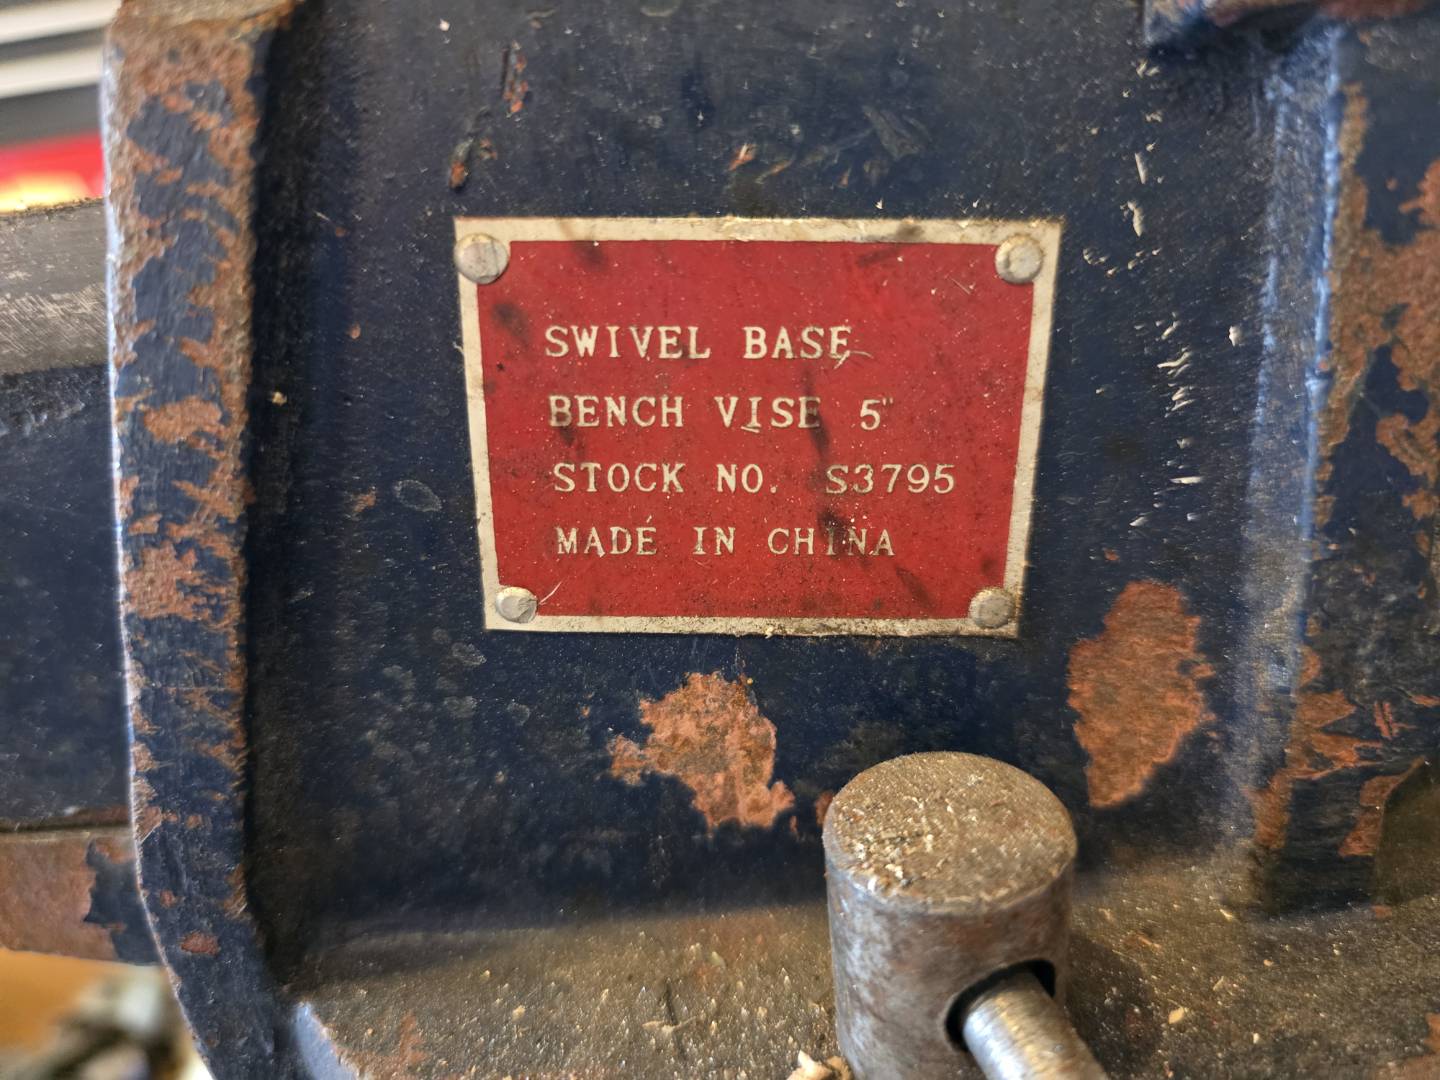 SWIVEL BASE
BENCH VISE 5"
STOCK NO. S3795
MADE IN CHINA